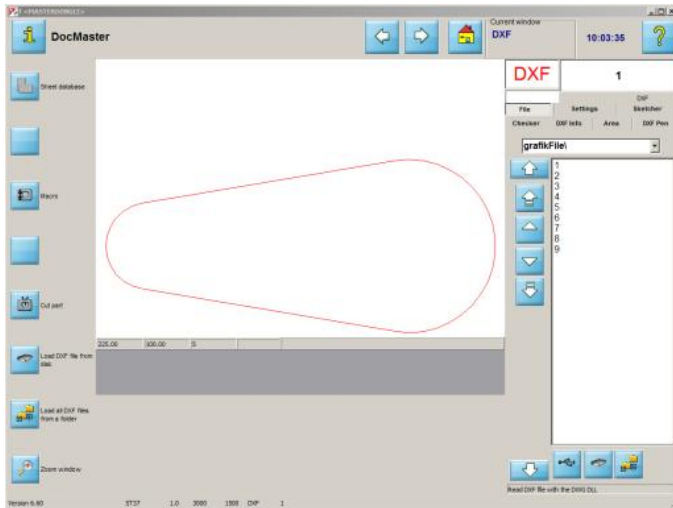 DocMaster
Current window
DXF
10:03:35
Sheet database
DXF
1
File
Settings
DXF
Sketcher
Checker
DXF Info
Area
DXF Pen
grafikFile\
1
2
3
4
5
6
7
8
9
Macro
Cut part
225.00 300.00 S
Load DXF file from
disk
Load all DXF files
from a folder
Zoom window
Read DXF file with the DWG DLL
Version 6.60 ST37 1.0 3000 1500 DXF 1